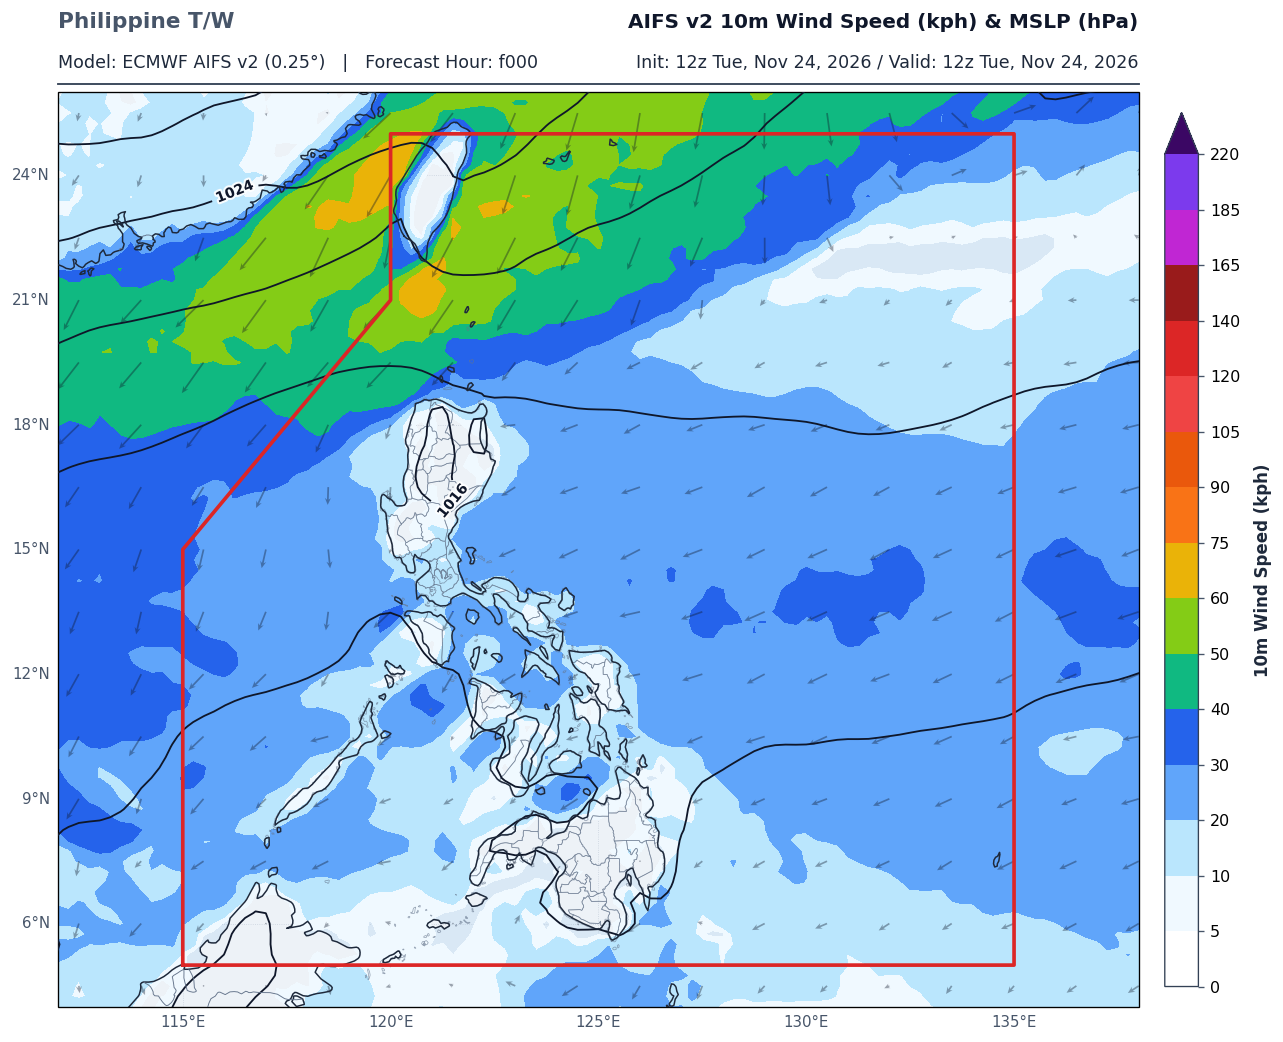 Philippine T/W
AIFS v2 10m Wind Speed (kph) & MSLP (hPa)
Model: ECMWF AIFS v2 (0.25°) | Forecast Hour: f000
Init: 12z Tue, Nov 24, 2026 / Valid: 12z Tue, Nov 24, 2026
24°N
21°N
18°N
15°N
12°N
9°N
6°N
1024
1016
115°E
120°E
125°E
130°E
135°E
220
185
165
140
120
105
90
75
60
50
40
30
20
10
5
0
10m Wind Speed (kph)